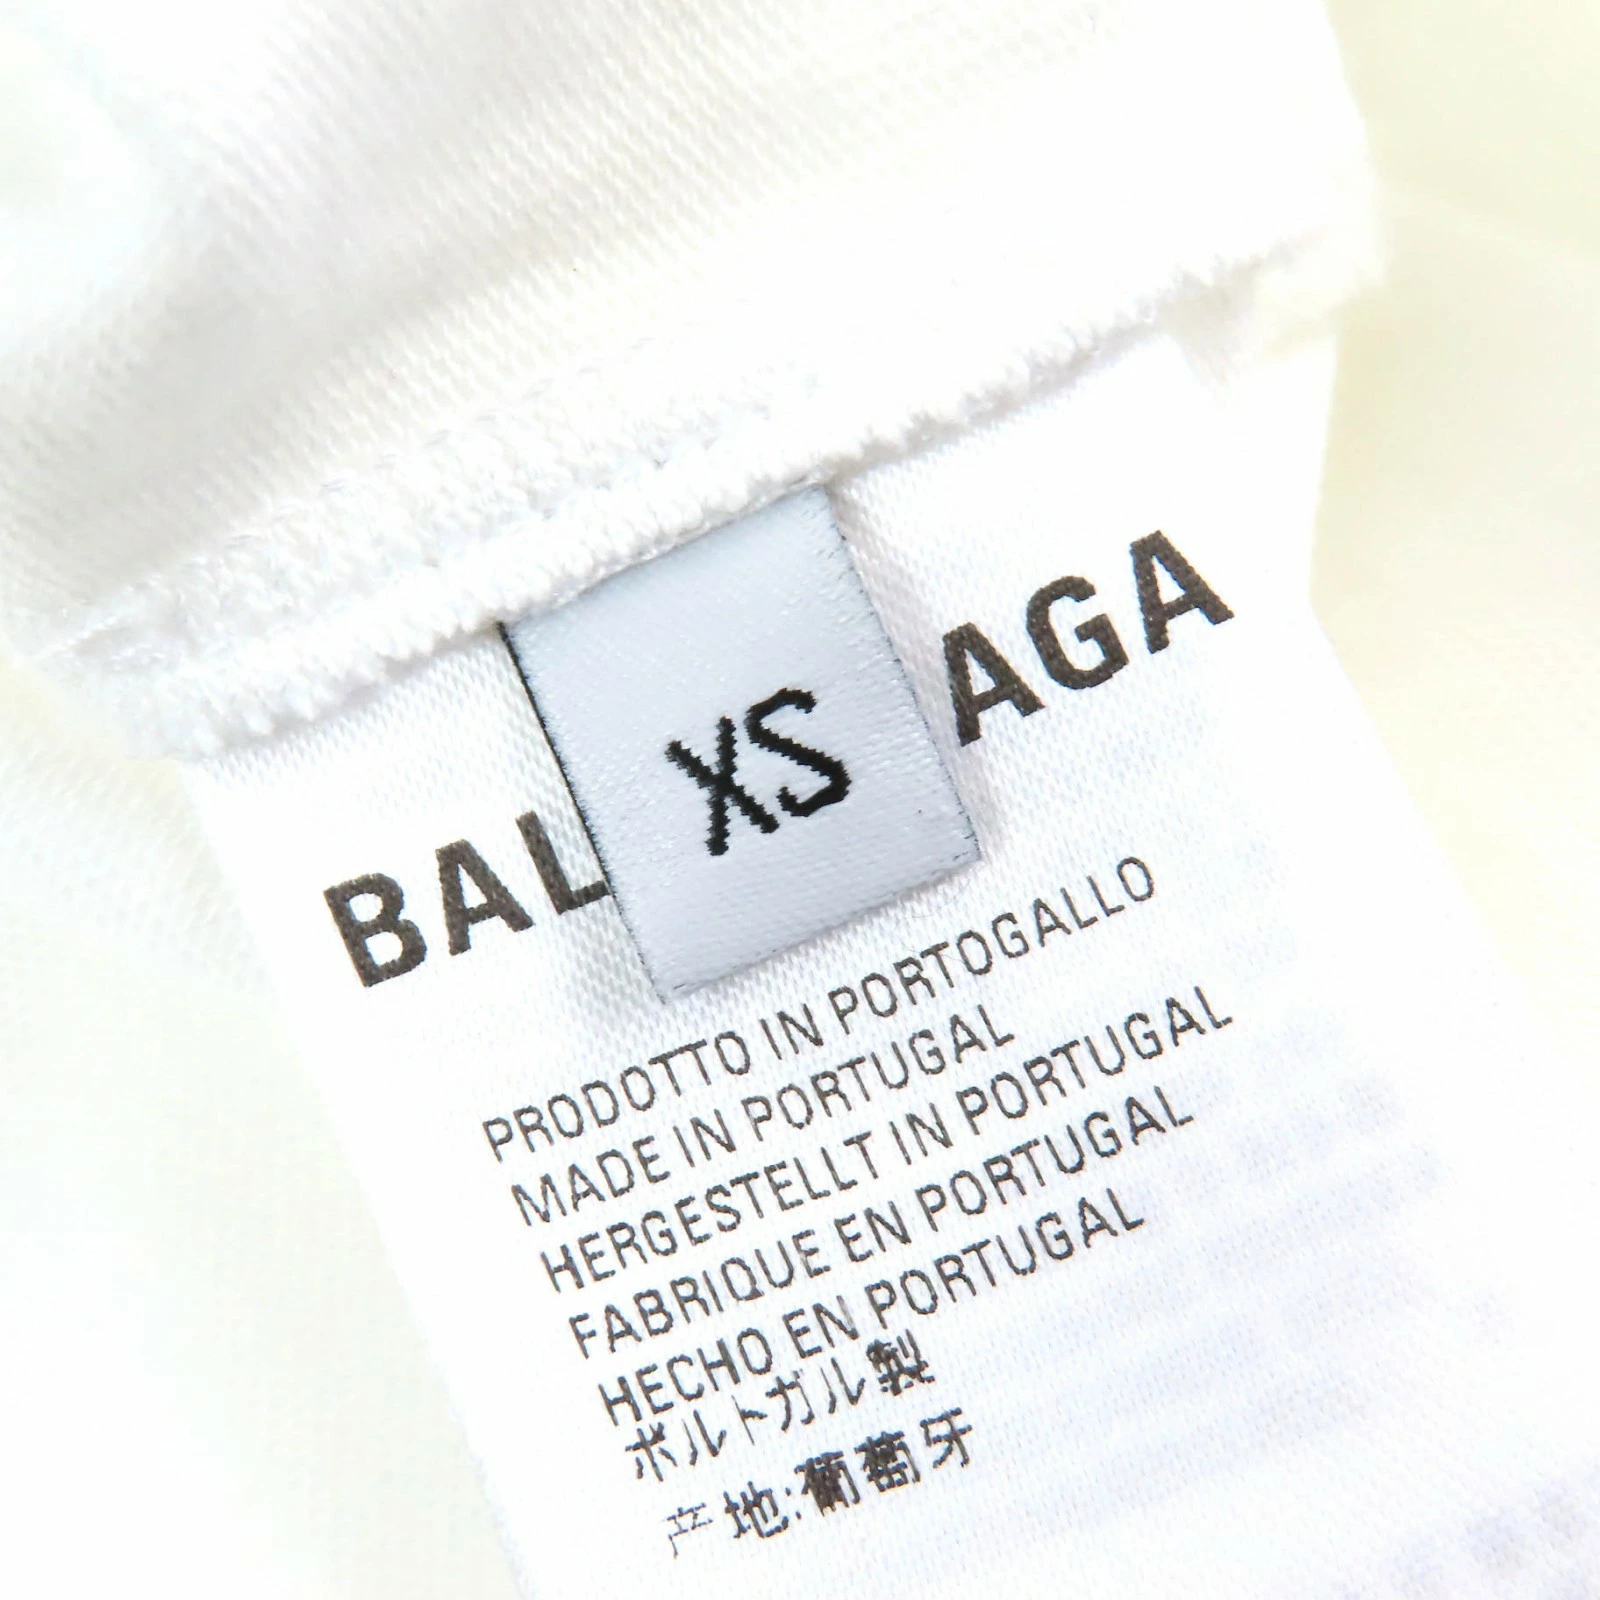 BAL AGA
XS
PRODOTTO IN PORTOGALLO
MADE IN PORTUGAL
HERGESTELLT IN PORTUGAL
FABRIQUE EN PORTUGAL
HECHO EN PORTUGAL
ポルトガル製
产地:葡萄牙